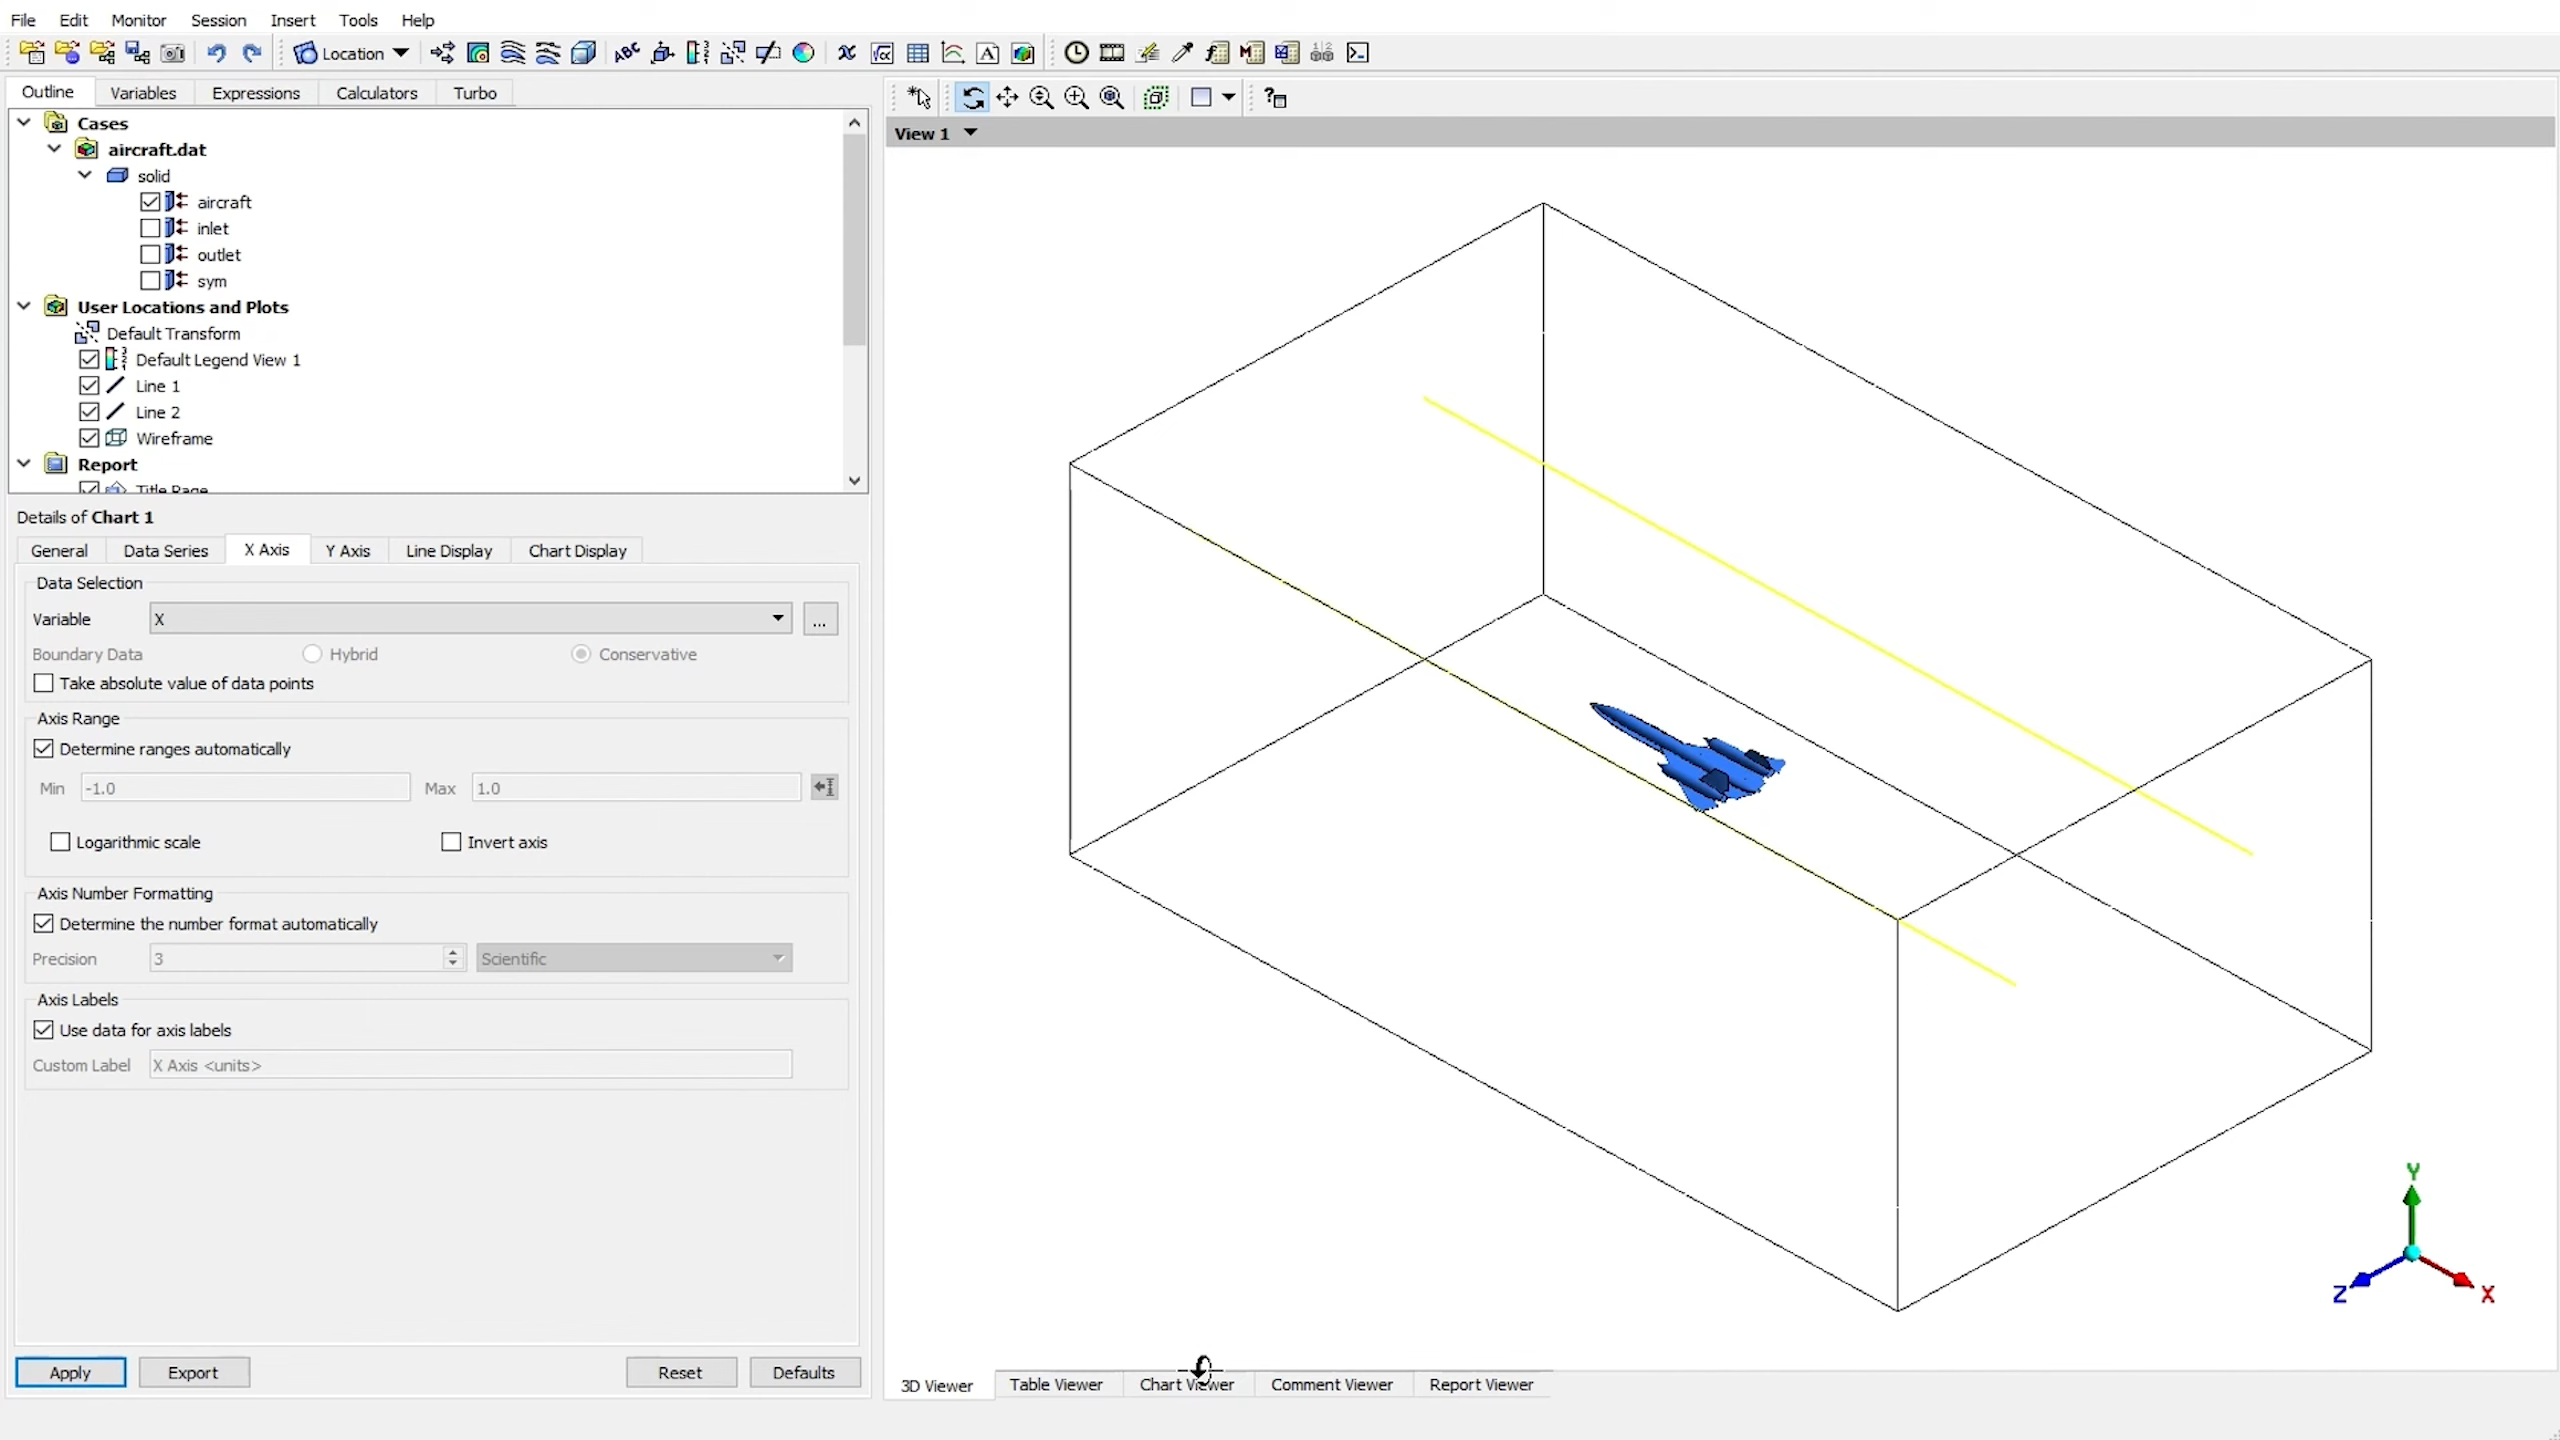 File Edit Monitor Session Insert Tools Help
Location
Outline Variables Expressions Calculators Turbo
Cases
aircraft.dat
solid
aircraft
inlet
outlet
sym
User Locations and Plots
Default Transform
Default Legend View 1
Line 1
Line 2
Wireframe
Report
Title Page
Details of Chart 1
General Data Series X Axis Y Axis Line Display Chart Display
Data Selection
Variable X ...
Boundary Data Hybrid Conservative
Take absolute value of data points
Axis Range
Determine ranges automatically
Min -1.0 Max 1.0
Logarithmic scale Invert axis
Axis Number Formatting
Determine the number format automatically
Precision 3 Scientific
Axis Labels
Use data for axis labels
Custom Label X Axis <units>
Apply Export Reset Defaults
View 1
Y
Z X
3D Viewer Table Viewer Chart Viewer Comment Viewer Report Viewer